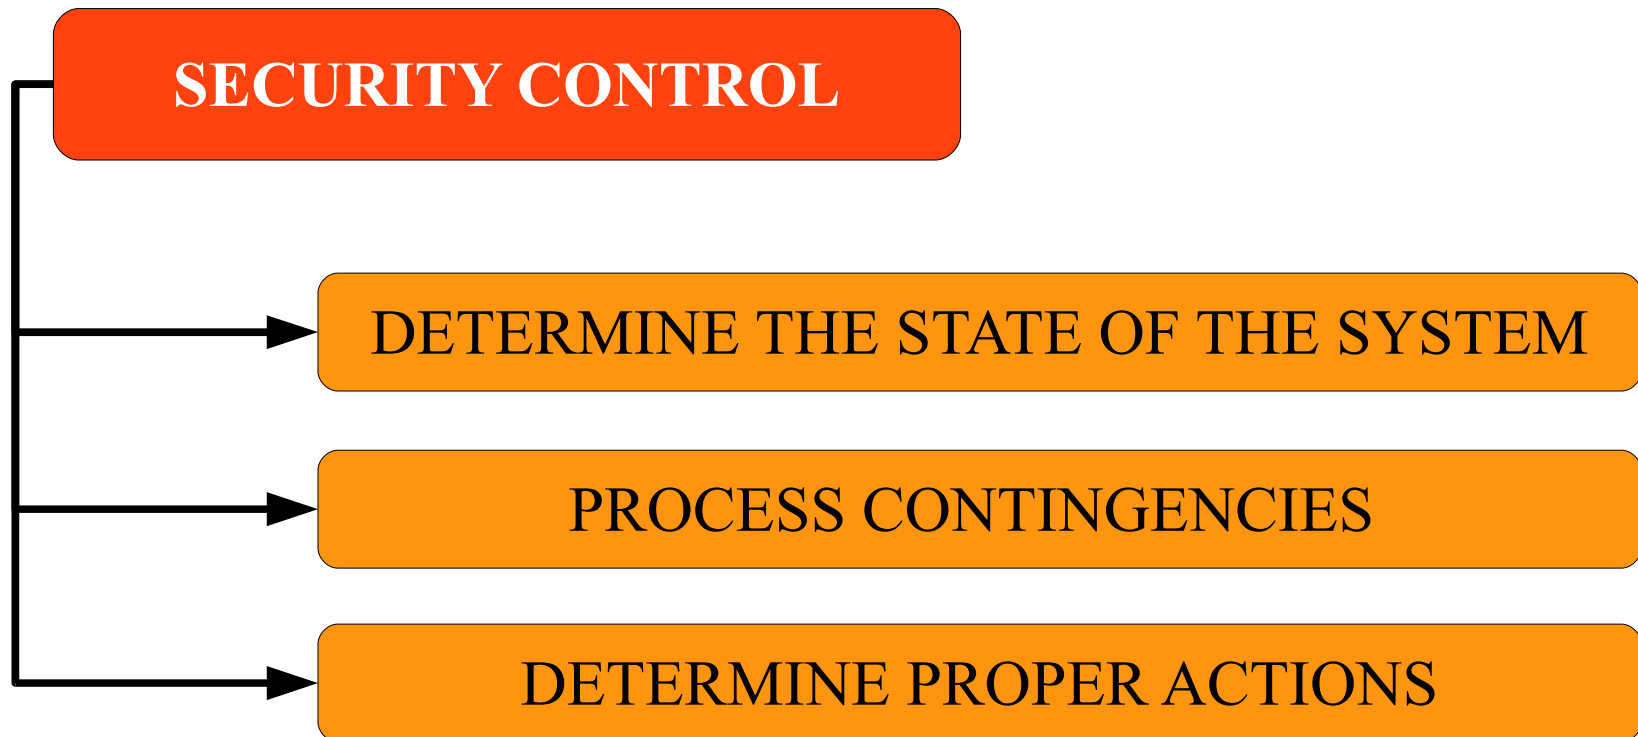 SECURITY CONTROL
DETERMINE THE STATE OF THE SYSTEM
PROCESS CONTINGENCIES
DETERMINE PROPER ACTIONS